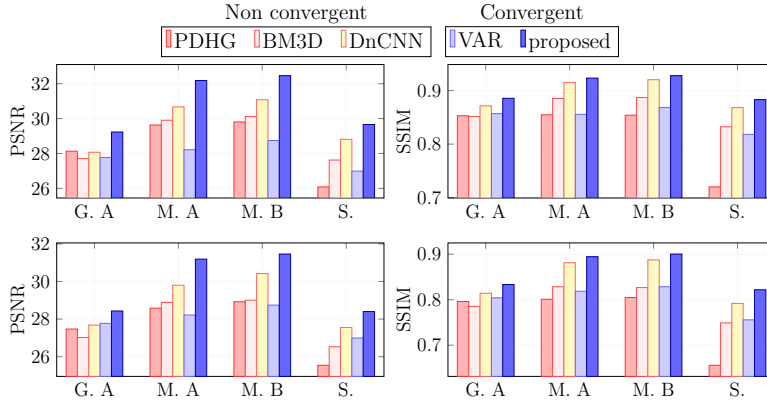 Non convergent
Convergent
PDHG BM3D DnCNN
VAR proposed
PSNR
32
30
28
26
G. A M. A M. B S.
SSIM
0.9
0.8
0.7
G. A M. A M. B S.
PSNR
32
30
28
26
G. A M. A M. B S.
SSIM
0.9
0.8
0.7
G. A M. A M. B S.